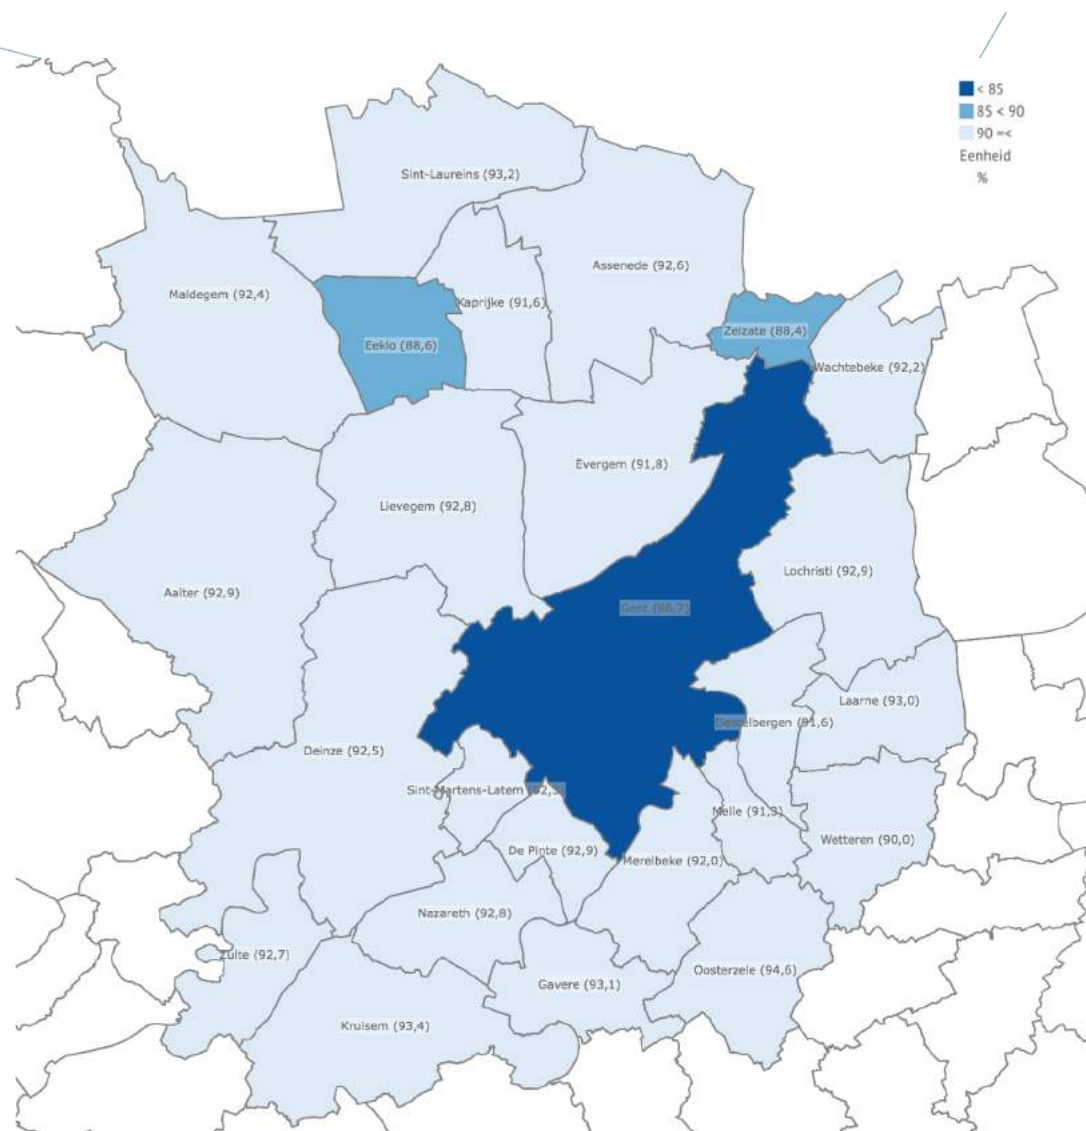 < 85
85 < 90
90 =<
Eenheid
%
Sint-Laureins (93,2)
Assenede (92,6)
Maldegem (92,4)
Kaprijke (91,6)
Zelzate (88,4)
Eeklo (88,6)
Wachtebeke (92,2)
Evergem (91,8)
Lievegem (92,8)
Lochristi (92,9)
Aalter (92,9)
Gent
Laarne (93,0)
Destelbergen (91,6)
Deinze (92,5)
Sint-Martens-Latem
Melle (91,3)
Wetteren (90,0)
De Pinte (92,9)
Merelbeke (92,0)
Nazareth (92,8)
Zulte (92,7)
Oosterzele (94,6)
Gavere (93,1)
Kruisem (93,4)